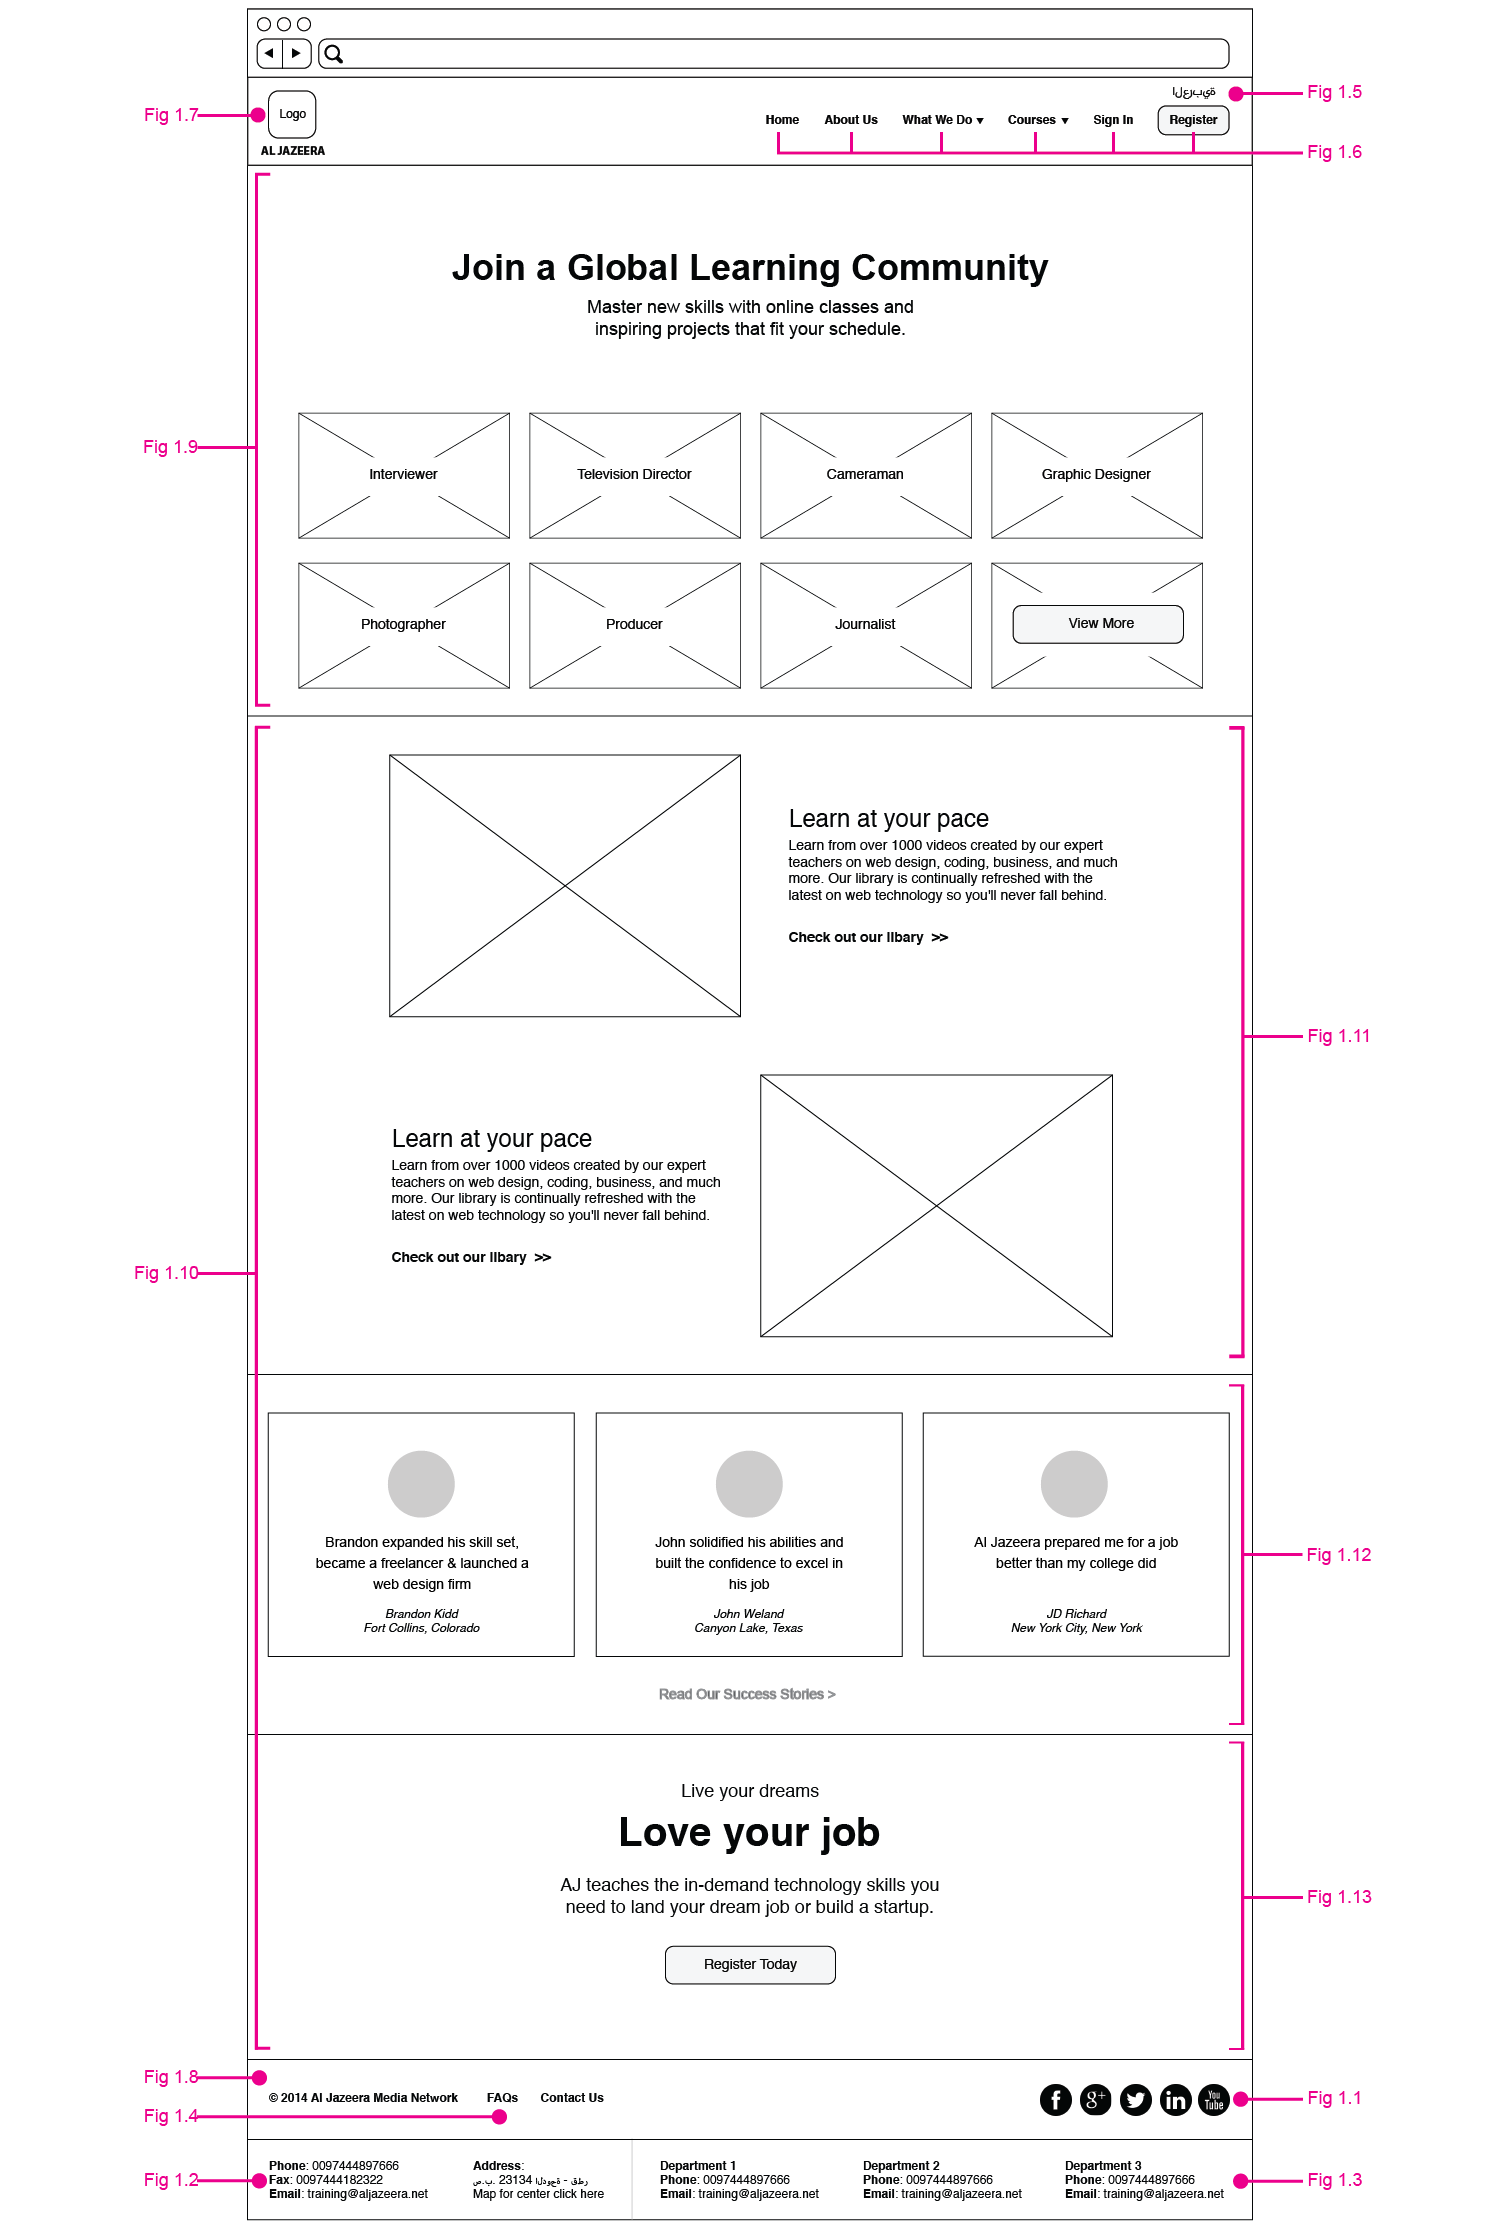 Fig 1.7
Logo
AL JAZEERA
العربية
Fig 1.5
Home About Us What We Do Courses Sign In Register
Fig 1.6
Join a Global Learning Community
Master new skills with online classes and
inspiring projects that fit your schedule.
Fig 1.9
Interviewer Television Director Cameraman Graphic Designer
Photographer Producer Journalist View More
Learn at your pace
Learn from over 1000 videos created by our expert
teachers on web design, coding, business, and much
more. Our library is continually refreshed with the
latest on web technology so you'll never fall behind.
Check out our libary >>
Fig 1.11
Learn at your pace
Learn from over 1000 videos created by our expert
teachers on web design, coding, business, and much
more. Our library is continually refreshed with the
latest on web technology so you'll never fall behind.
Check out our libary >>
Fig 1.10
Brandon expanded his skill set,
became a freelancer & launched a
web design firm
Brandon Kidd
Fort Collins, Colorado
John solidified his abilities and
built the confidence to excel in
his job
John Weland
Canyon Lake, Texas
Al Jazeera prepared me for a job
better than my college did
JD Richard
New York City, New York
Fig 1.12
Read Our Success Stories >
Live your dreams
Love your job
AJ teaches the in-demand technology skills you
need to land your dream job or build a startup.
Register Today
Fig 1.13
Fig 1.8
© 2014 Al Jazeera Media Network FAQs Contact Us
f g+ in You Tube
Fig 1.1
Fig 1.4
Fig 1.2
Phone: 0097444897666
Fax: 0097444182322
Email: training@aljazeera.net
Address:
ص.ب. 23134 الدوحة - قطر
Map for center click here
Department 1
Phone: 0097444897666
Email: training@aljazeera.net
Department 2
Phone: 0097444897666
Email: training@aljazeera.net
Department 3
Phone: 0097444897666
Email: training@aljazeera.net
Fig 1.3